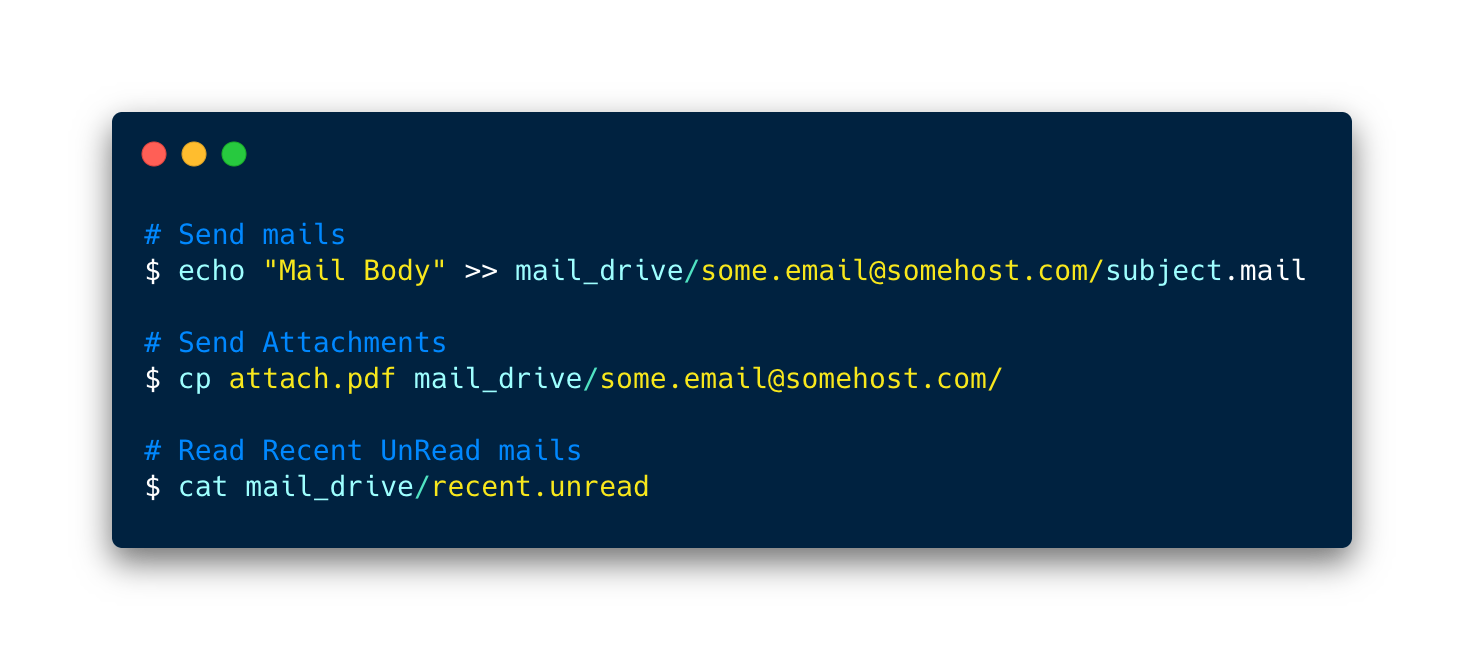 # Send mails
$ echo "Mail Body" >> mail_drive/some.email@somehost.com/subject.mail
# Send Attachments
$ cp attach.pdf mail_drive/some.email@somehost.com/
# Read Recent UnRead mails
$ cat mail_drive/recent.unread